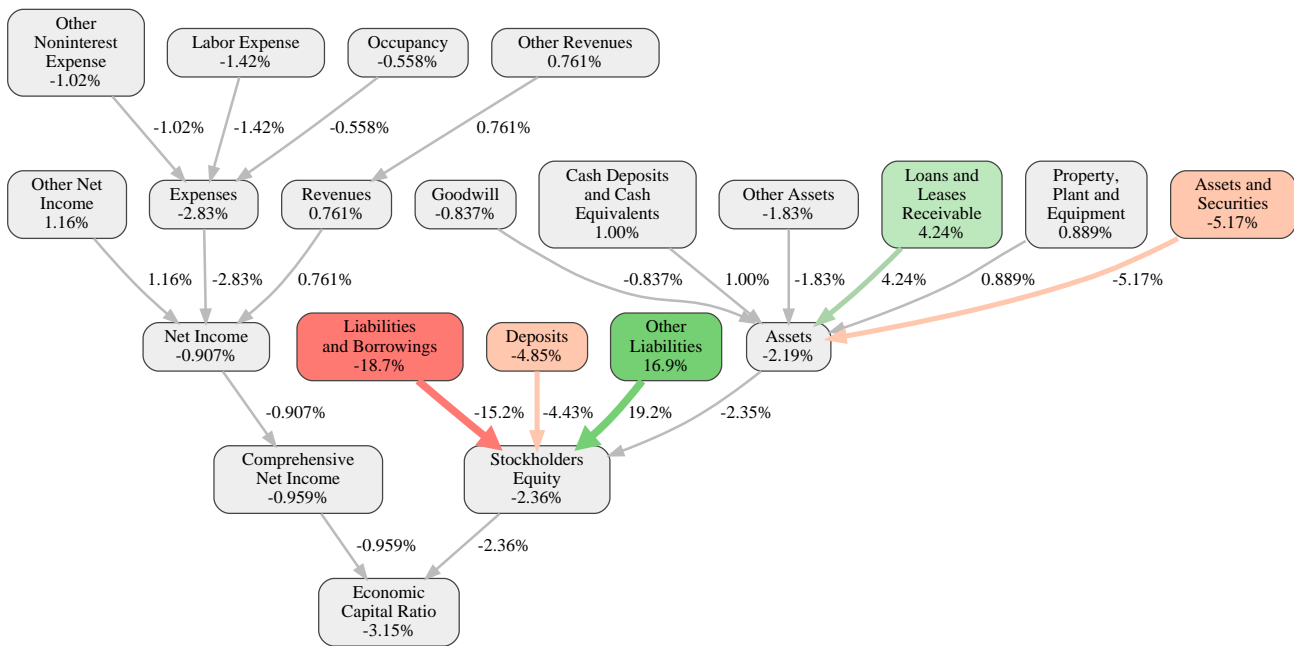 Other
Noninterest
Expense
-1.02%
Labor Expense
-1.42%
Occupancy
-0.558%
Other Revenues
0.761%
-1.02%
-1.42%
-0.558%
0.761%
Other Net
Income
1.16%
Expenses
-2.83%
Revenues
0.761%
Goodwill
-0.837%
Cash Deposits
and Cash
Equivalents
1.00%
Other Assets
-1.83%
Loans and
Leases
Receivable
4.24%
Property,
Plant and
Equipment
0.889%
Assets and
Securities
-5.17%
1.16%
-2.83%
0.761%
-0.837%
1.00%
-1.83%
4.24%
0.889%
-5.17%
Net Income
-0.907%
Liabilities
and Borrowings
-18.7%
Deposits
-4.85%
Other
Liabilities
16.9%
Assets
-2.19%
-0.907%
-15.2%
-4.43%
19.2%
-2.35%
Comprehensive
Net Income
-0.959%
Stockholders
Equity
-2.36%
-0.959%
-2.36%
Economic
Capital Ratio
-3.15%